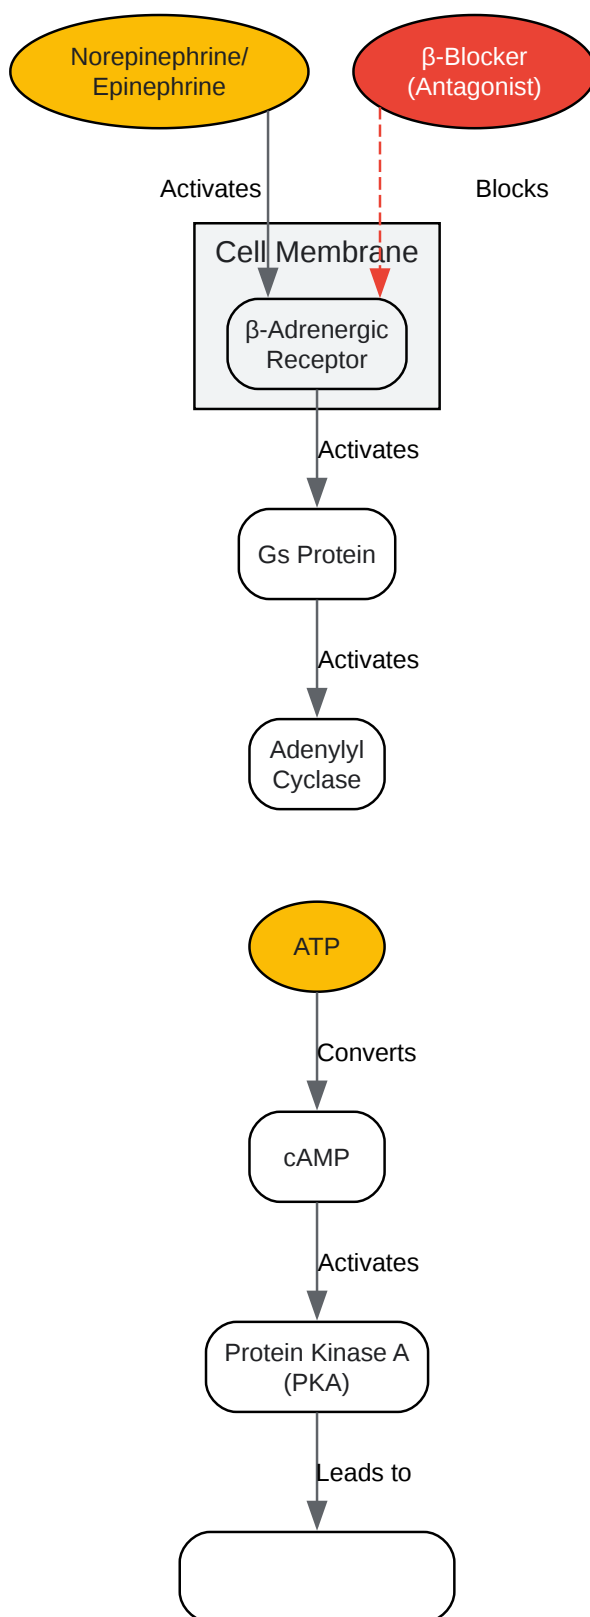 Norepinephrine/
Epinephrine
β-Blocker
(Antagonist)
Activates
Blocks
Cell Membrane
β-Adrenergic
Receptor
Activates
Gs Protein
Activates
Adenylyl
Cyclase
ATP
Converts
cAMP
Activates
Protein Kinase A
(PKA)
Leads to